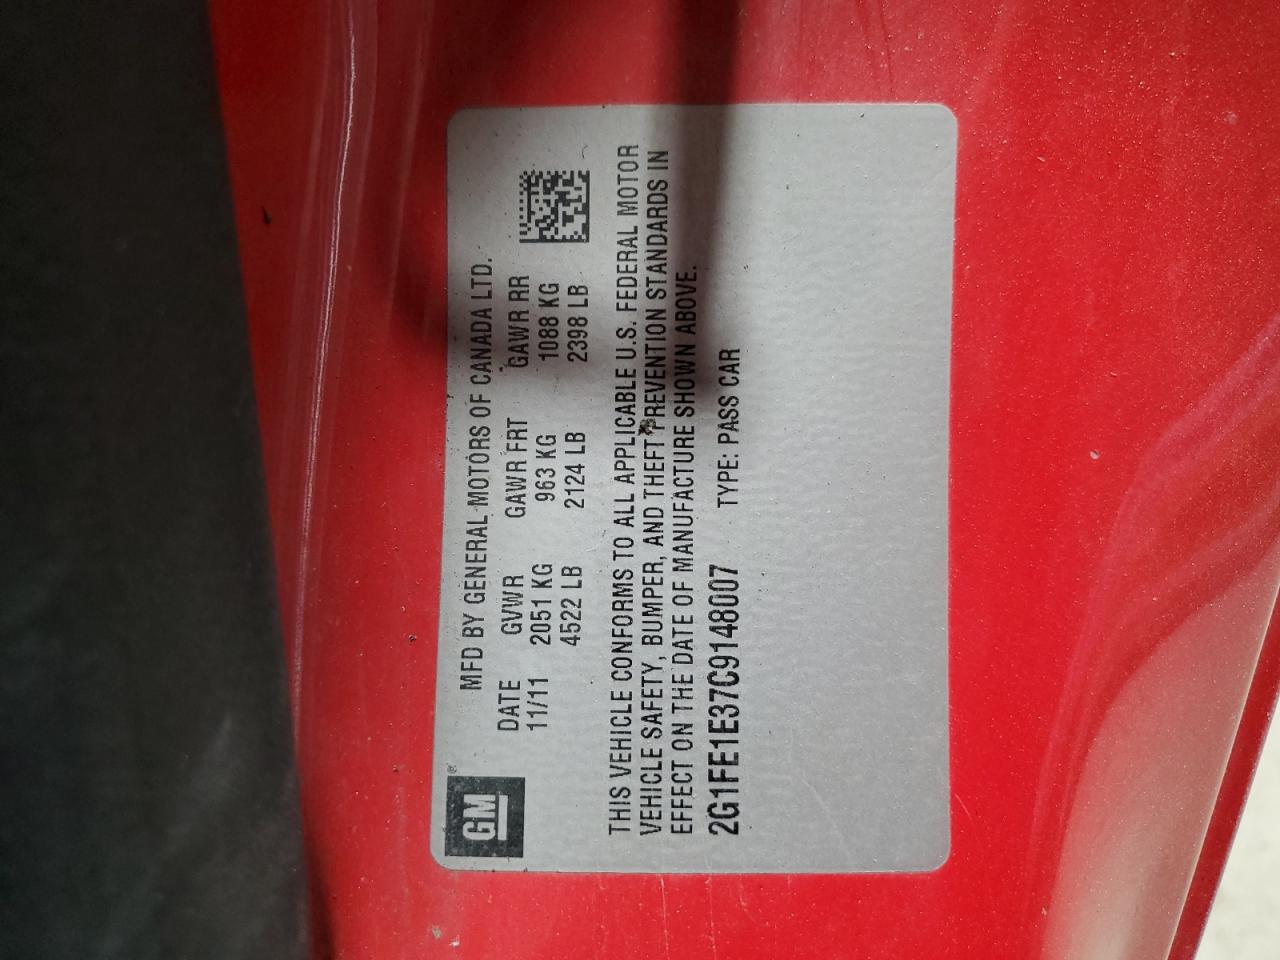 GM®
MFD BY GENERAL MOTORS OF CANADA LTD.
DATE GVWR GAWR FRT GAWR RR
11/11 2051 KG 963 KG 1088 KG
4522 LB 2124 LB 2398 LB
THIS VEHICLE CONFORMS TO ALL APPLICABLE U.S. FEDERAL MOTOR
VEHICLE SAFETY, BUMPER, AND THEFT PREVENTION STANDARDS IN
EFFECT ON THE DATE OF MANUFACTURE SHOWN ABOVE.
2G1FE1E37C9148007 TYPE: PASS CAR